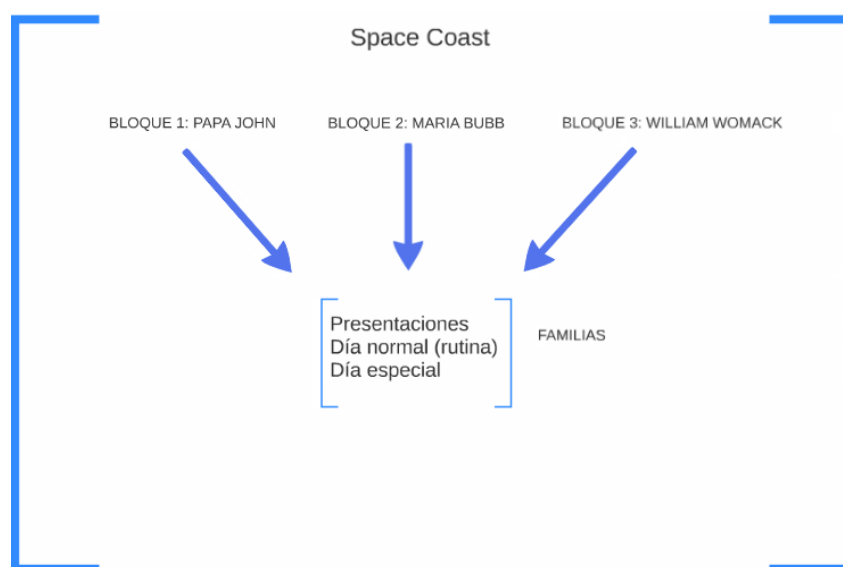 Space Coast
BLOQUE 1: PAPA JOHN
BLOQUE 2: MARIA BUBB
BLOQUE 3: WILLIAM WOMACK
Presentaciones
Día normal (rutina)
Día especial
FAMILIAS